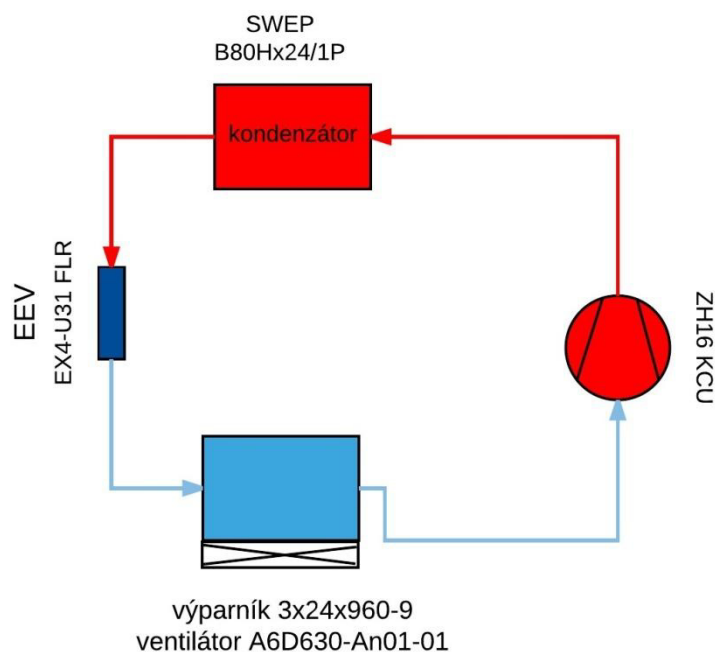 SWEP
B80Hx24/1P
kondenzátor
EEV
EX4-U31 FLR
ZH16 KCU
výparník 3x24x960-9
ventilátor A6D630-An01-01